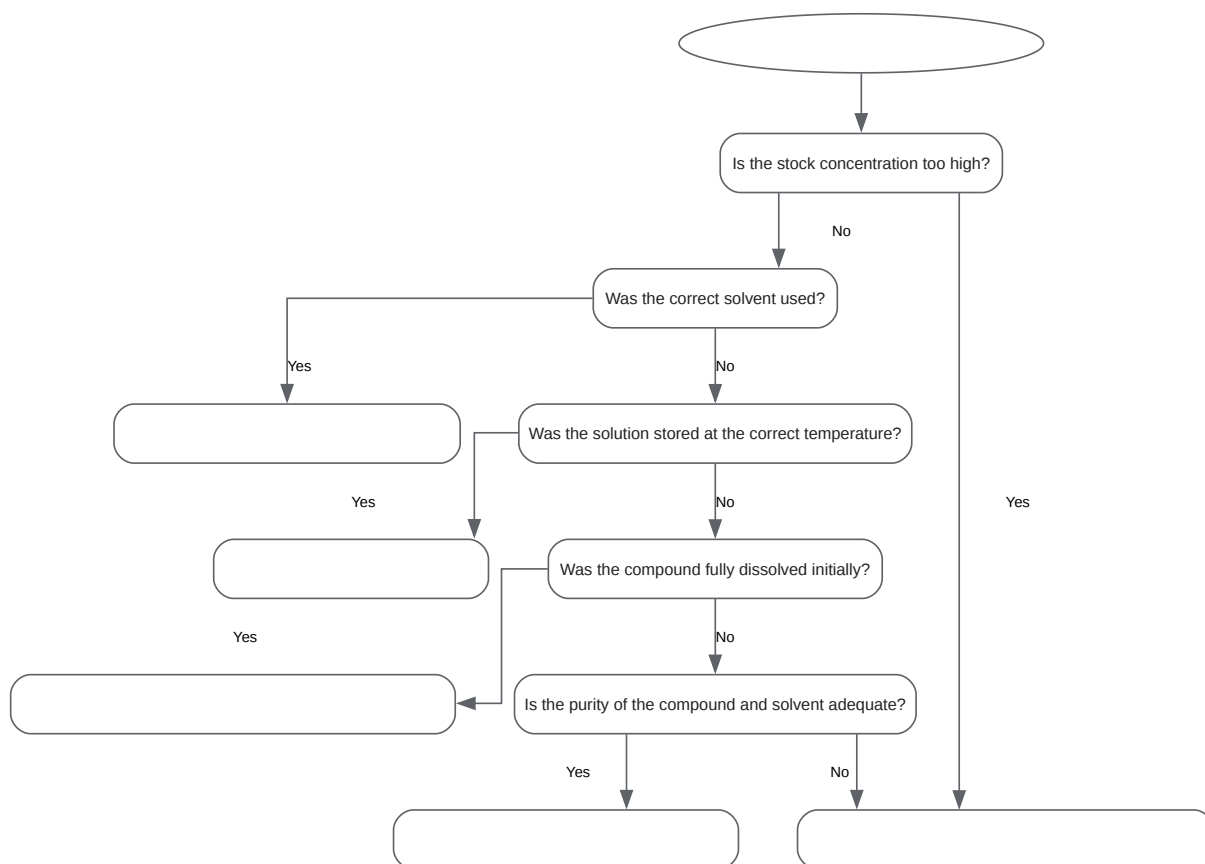 Is the stock concentration too high?
No
Was the correct solvent used?
Yes
No
Was the solution stored at the correct temperature?
Yes
No
Yes
Was the compound fully dissolved initially?
Yes
No
Is the purity of the compound and solvent adequate?
Yes
No